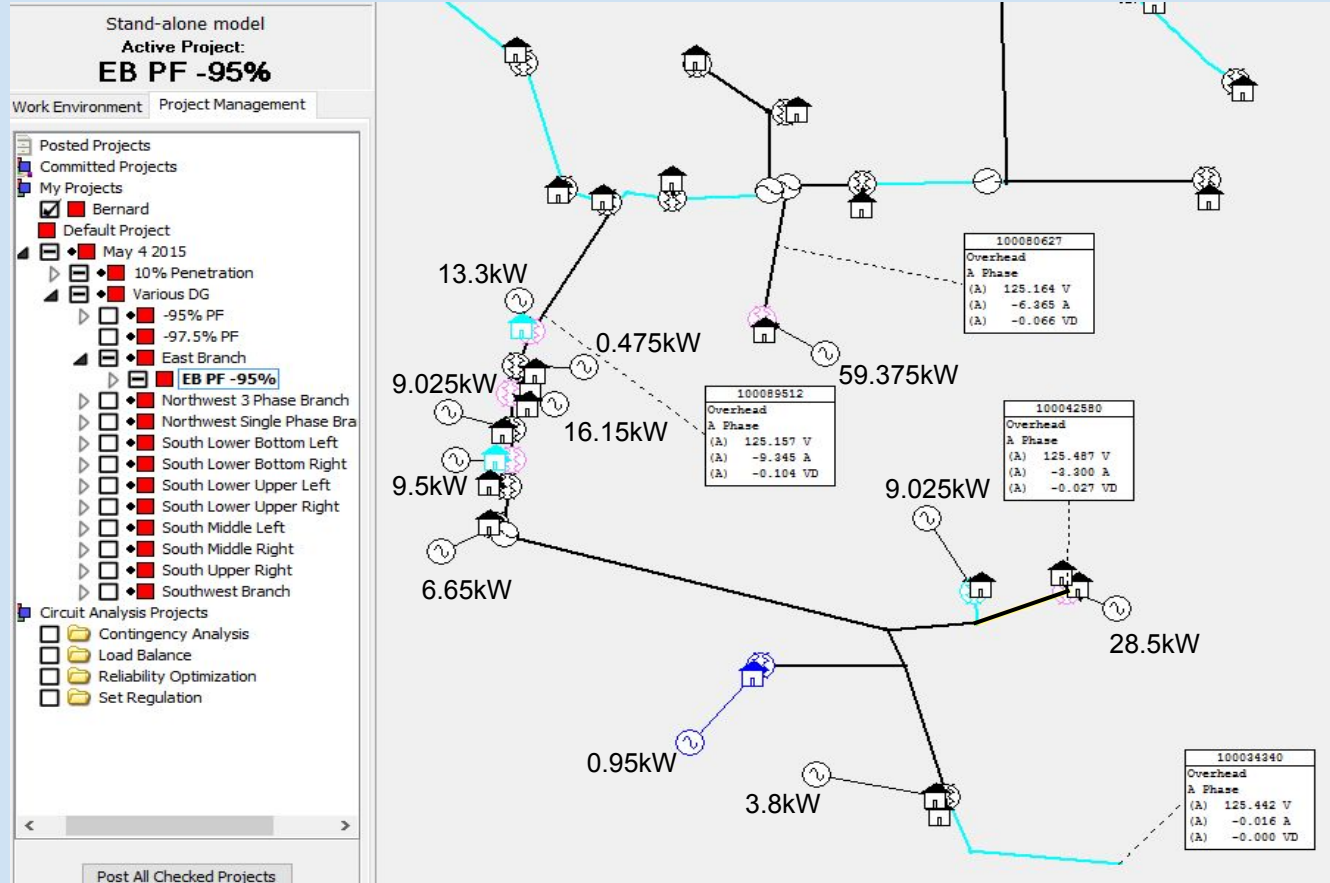 Stand-alone model
Active Project:
EB PF -95%
Work Environment
Project Management
Posted Projects
Committed Projects
My Projects
Bernard
Default Project
May 4 2015
10% Penetration
Various DG
-95% PF
-97.5% PF
East Branch
EB PF -95%
Northwest 3 Phase Branch
Northwest Single Phase Bra
South Lower Bottom Left
South Lower Bottom Right
South Lower Upper Left
South Lower Upper Right
South Middle Left
South Middle Right
South Upper Right
Southwest Branch
Circuit Analysis Projects
Contingency Analysis
Load Balance
Reliability Optimization
Set Regulation
Post All Checked Projects
13.3kW
0.475kW
9.025kW
16.15kW
9.5kW
6.65kW
59.375kW
100080627
Overhead
A Phase
(A) 125.164 V
(A) -6.365 A
(A) -0.066 VD
100089512
Overhead
A Phase
(A) 125.157 V
(A) -9.345 A
(A) -0.104 VD
100042580
Overhead
A Phase
(A) 125.487 V
(A) -3.300 A
(A) -0.027 VD
9.025kW
28.5kW
0.95kW
3.8kW
100034340
Overhead
A Phase
(A) 125.442 V
(A) -0.016 A
(A) -0.000 VD